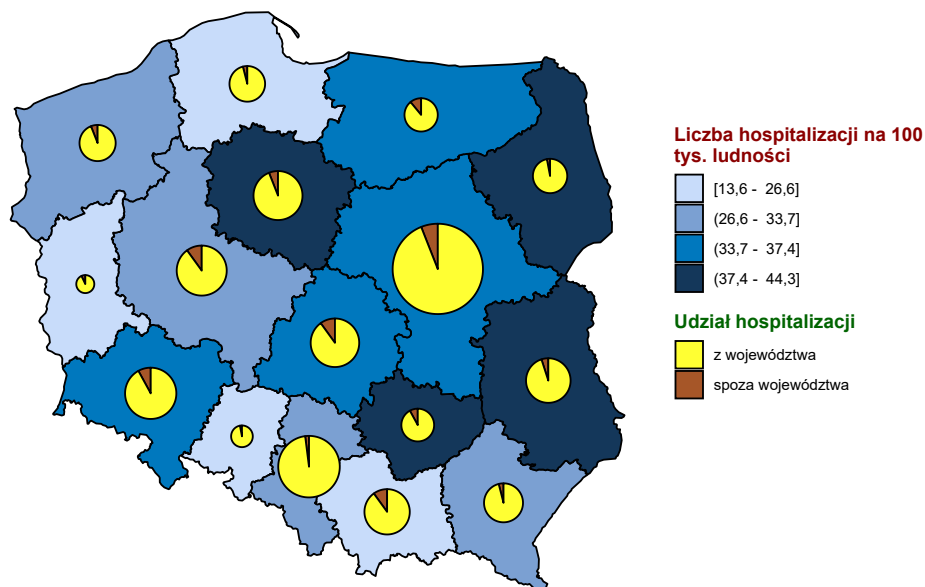 Liczba hospitalizacji na 100
tys. ludności
[13,6 - 26,6]
(26,6 - 33,7]
(33,7 - 37,4]
(37,4 - 44,3]
Udział hospitalizacji
z województwa
spoza województwa